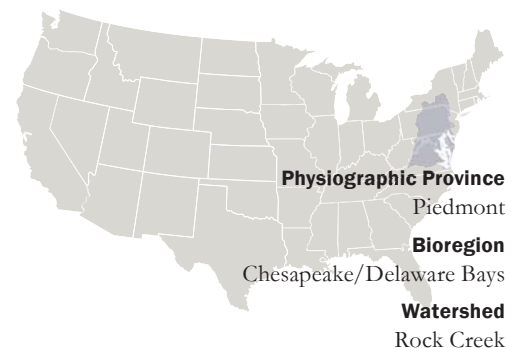 Physiographic Province
Piedmont
Bioregion
Chesapeake/Delaware Bays
Watershed
Rock Creek